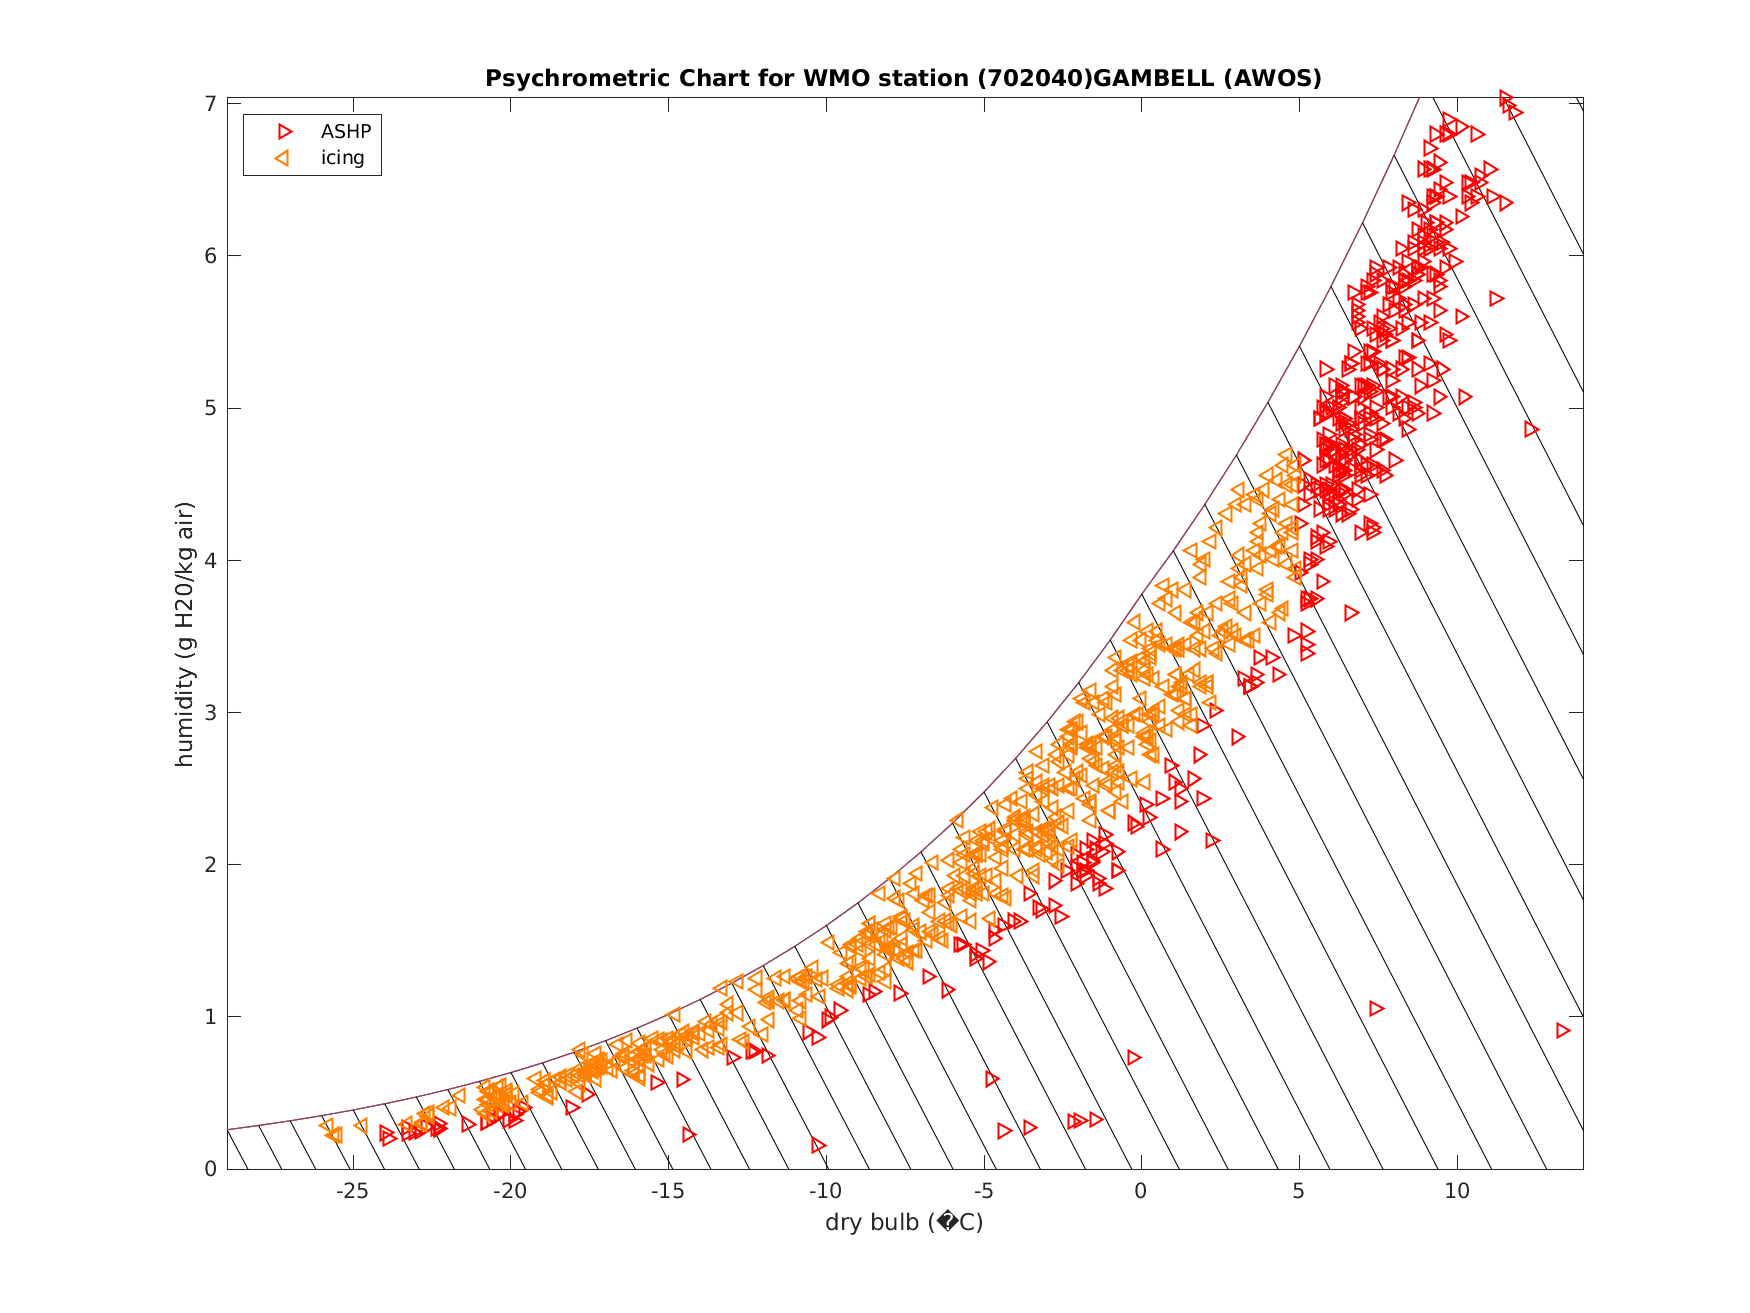 Psychrometric Chart for WMO station (702040)GAMBELL (AWOS)
ASHP
icing
7
6
5
4
3
2
1
0
humidity (g H20/kg air)
-25 -20 -15 -10 -5 0 5 10
dry bulb (�C)